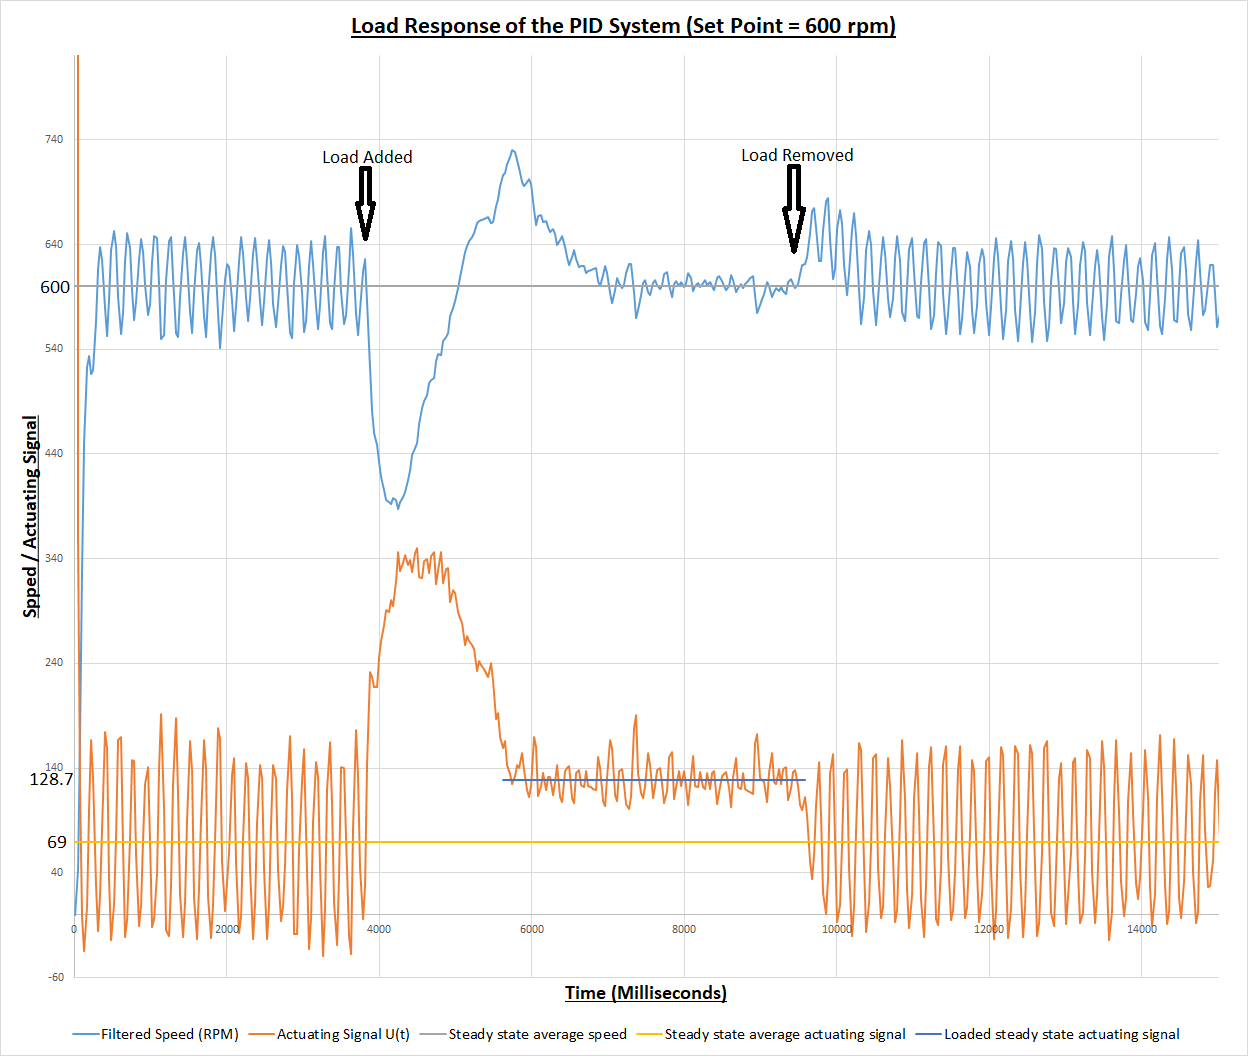 Load Response of the PID System (Set Point = 600 rpm)
740
Load Added
Load Removed
640
600
540
Spped / Actuating Signal
440
340
240
140
128.7
69
40
0 2000 4000 6000 8000 10000 12000 14000
-60
Time (Milliseconds)
Filtered Speed (RPM) Actuating Signal U(t) Steady state average speed Steady state average actuating signal Loaded steady state actuating signal